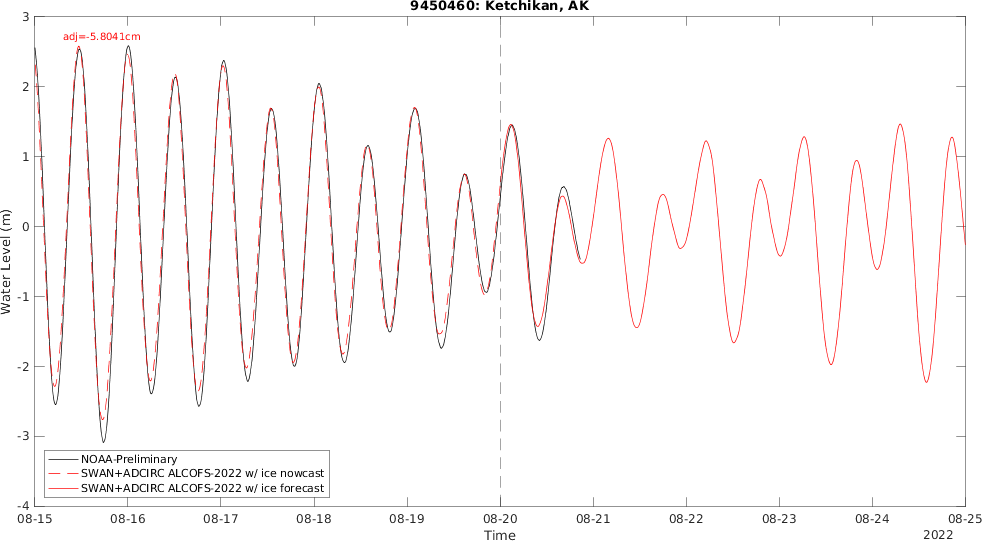 9450460: Ketchikan, AK
adj=-5.8041cm
3
2
1
0
-1
-2
-3
-4
Water Level (m)
NOAA-Preliminary
SWAN+ADCIRC ALCOFS-2022 w/ ice nowcast
SWAN+ADCIRC ALCOFS-2022 w/ ice forecast
08-15 08-16 08-17 08-18 08-19 08-20 08-21 08-22 08-23 08-24 08-25
Time
2022